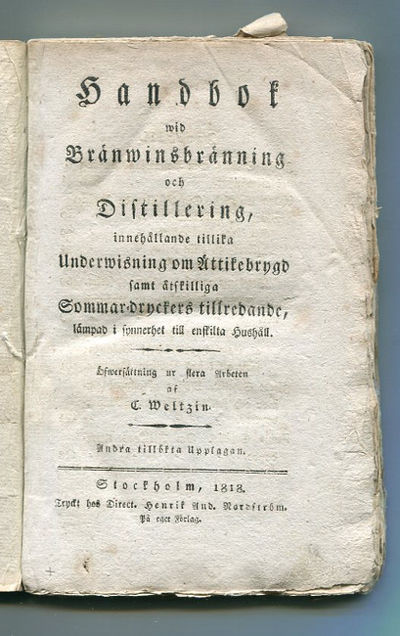 Handbok
wid
Bränwinsbränning
och
Distillering,
innehållande tillika
Underwisning om Ättikebrygd
samt åtskilliga
Sommar-dryckers tillredande,
lämpad i synnerhet till enskilta Hushåll.
Öfwersättning ur flera Arbeten
af
C. Weltzin.
Andra tillökta Upplagan.
Stockholm, 1818.
Tryckt hos Direct. Henrik And. Nordström.
På eget Förlag.